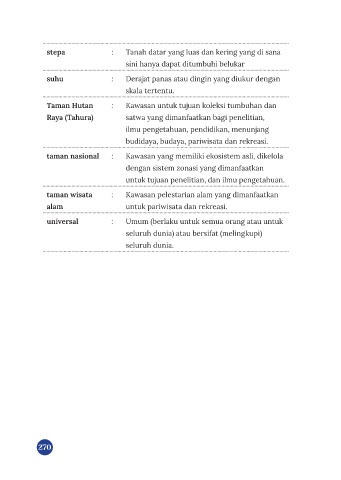 stepa : Tanah datar yang luas dan kering yang di sana
sini hanya dapat ditumbuhi belukar
suhu : Derajat panas atau dingin yang diukur dengan
skala tertentu.
Taman Hutan : Kawasan untuk tujuan koleksi tumbuhan dan
Raya (Tahura) satwa yang dimanfaatkan bagi penelitian,
ilmu pengetahuan, pendidikan, menunjang
budidaya, budaya, pariwisata dan rekreasi.
taman nasional : Kawasan yang memiliki ekosistem asli, dikelola
dengan sistem zonasi yang dimanfaatkan
untuk tujuan penelitian, dan ilmu pengetahuan.
taman wisata : Kawasan pelestarian alam yang dimanfaatkan
alam untuk pariwisata dan rekreasi.
universal : Umum (berlaku untuk semua orang atau untuk
seluruh dunia) atau bersifat (melingkupi)
seluruh dunia.
270